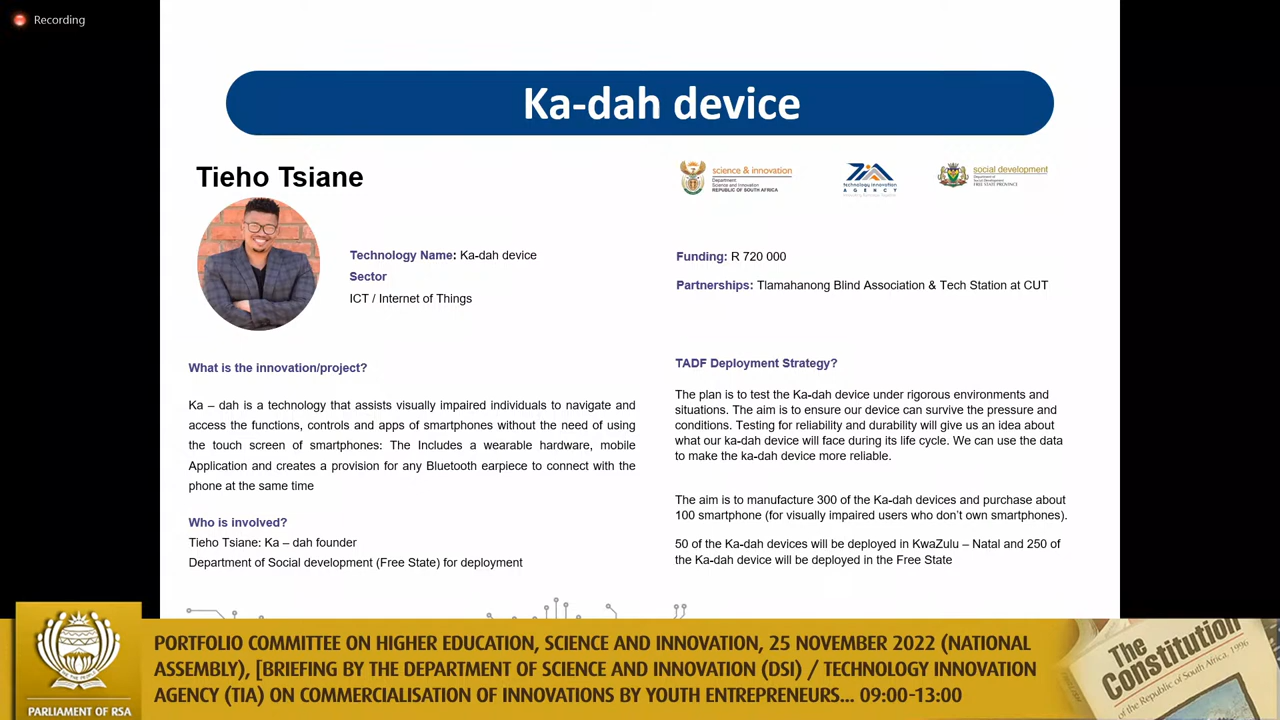 Recording
Ka-dah device
Tieho Tsiane
science & innovation
Department:
Science and Innovation
REPUBLIC OF SOUTH AFRICA
technology innovation
AGENCY
social development
Department of
Social Development
FREE STATE PROVINCE
Technology Name: Ka-dah device
Sector
ICT / Internet of Things
Funding: R 720 000
Partnerships: Tlamahanong Blind Association & Tech Station at CUT
What is the innovation/project?
Ka – dah is a technology that assists visually impaired individuals to navigate and
access the functions, controls and apps of smartphones without the need of using
the touch screen of smartphones: The Includes a wearable hardware, mobile
Application and creates a provision for any Bluetooth earpiece to connect with the
phone at the same time
Who is involved?
Tieho Tsiane: Ka – dah founder
Department of Social development (Free State) for deployment
TADF Deployment Strategy?
The plan is to test the Ka-dah device under rigorous environments and
situations. The aim is to ensure our device can survive the pressure and
conditions. Testing for reliability and durability will give us an idea about
what our ka-dah device will face during its life cycle. We can use the data
to make the ka-dah device more reliable.
The aim is to manufacture 300 of the Ka-dah devices and purchase about
100 smartphone (for visually impaired users who don't own smartphones).
50 of the Ka-dah devices will be deployed in KwaZulu – Natal and 250 of
the Ka-dah device will be deployed in the Free State
PARLIAMENT OF RSA
PORTFOLIO COMMITTEE ON HIGHER EDUCATION, SCIENCE AND INNOVATION, 25 NOVEMBER 2022 (NATIONAL
ASSEMBLY), [BRIEFING BY THE DEPARTMENT OF SCIENCE AND INNOVATION (DSI) / TECHNOLOGY INNOVATION
AGENCY (TIA) ON COMMERCIALISATION OF INNOVATIONS BY YOUTH ENTREPRENEURS... 09:00-13:00
The
Constitution
of the Republic of South Africa, 1996